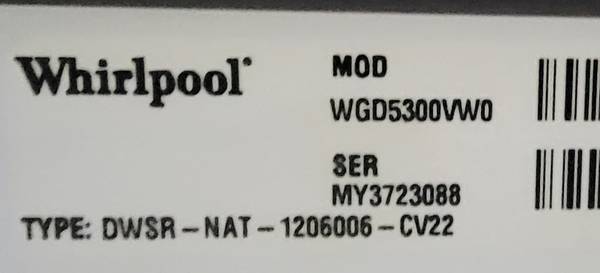 Whirlpool
MOD
WGD5300VW0
SER
MY3723088
TYPE: DWSR-NAT-1206006-CV22